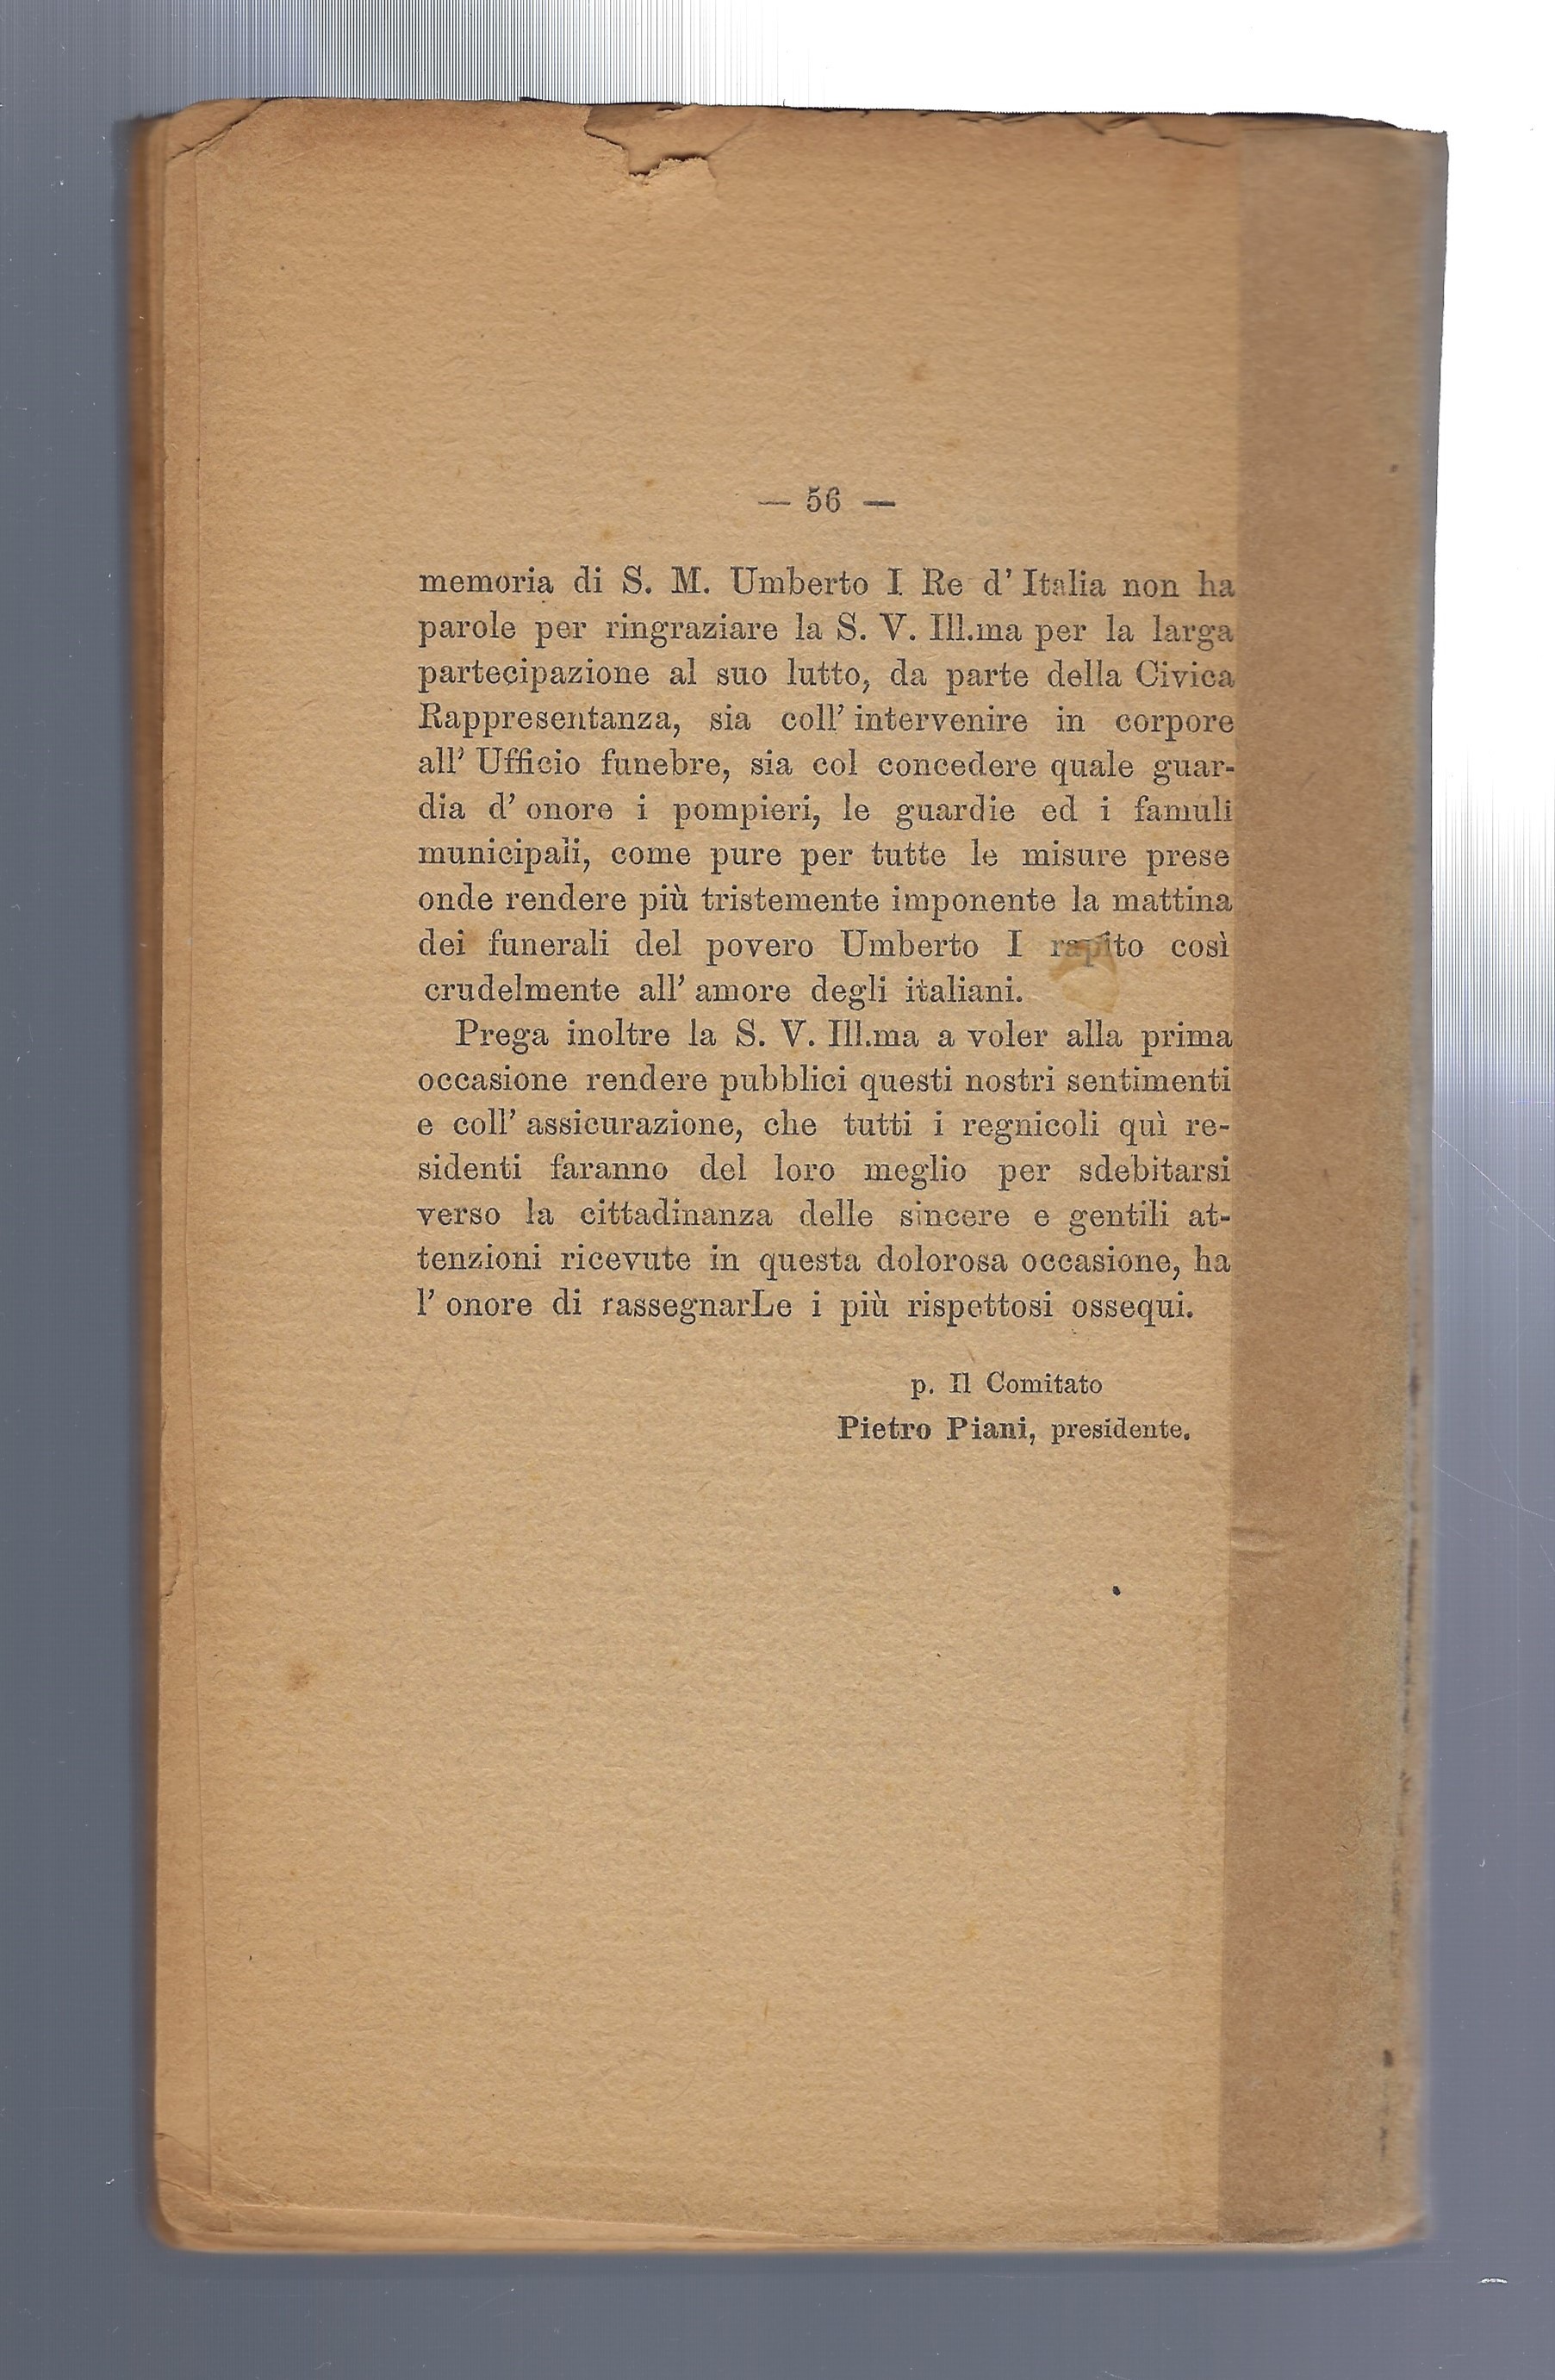 — 56 —
memoria di S. M. Umberto I Re d' Italia non ha
parole per ringraziare la S. V. Ill.ma per la larga
partecipazione al suo lutto, da parte della Civica
Rappresentanza, sia coll' intervenire in corpore
all' Ufficio funebre, sia col concedere quale guar-
dia d' onore i pompieri, le guardie ed i famuli
municipali, come pure per tutte le misure prese
onde rendere più tristemente imponente la mattina
dei funerali del povero Umberto I rapito così
crudelmente all' amore degli italiani.
Prega inoltre la S. V. Ill.ma a voler alla prima
occasione rendere pubblici questi nostri sentimenti
e coll' assicurazione, che tutti i regnicoli quì re-
sidenti faranno del loro meglio per sdebitarsi
verso la cittadinanza delle sincere e gentili at-
tenzioni ricevute in questa dolorosa occasione, ha
l' onore di rassegnarLe i più rispettosi ossequi.
p. Il Comitato
Pietro Piani, presidente.